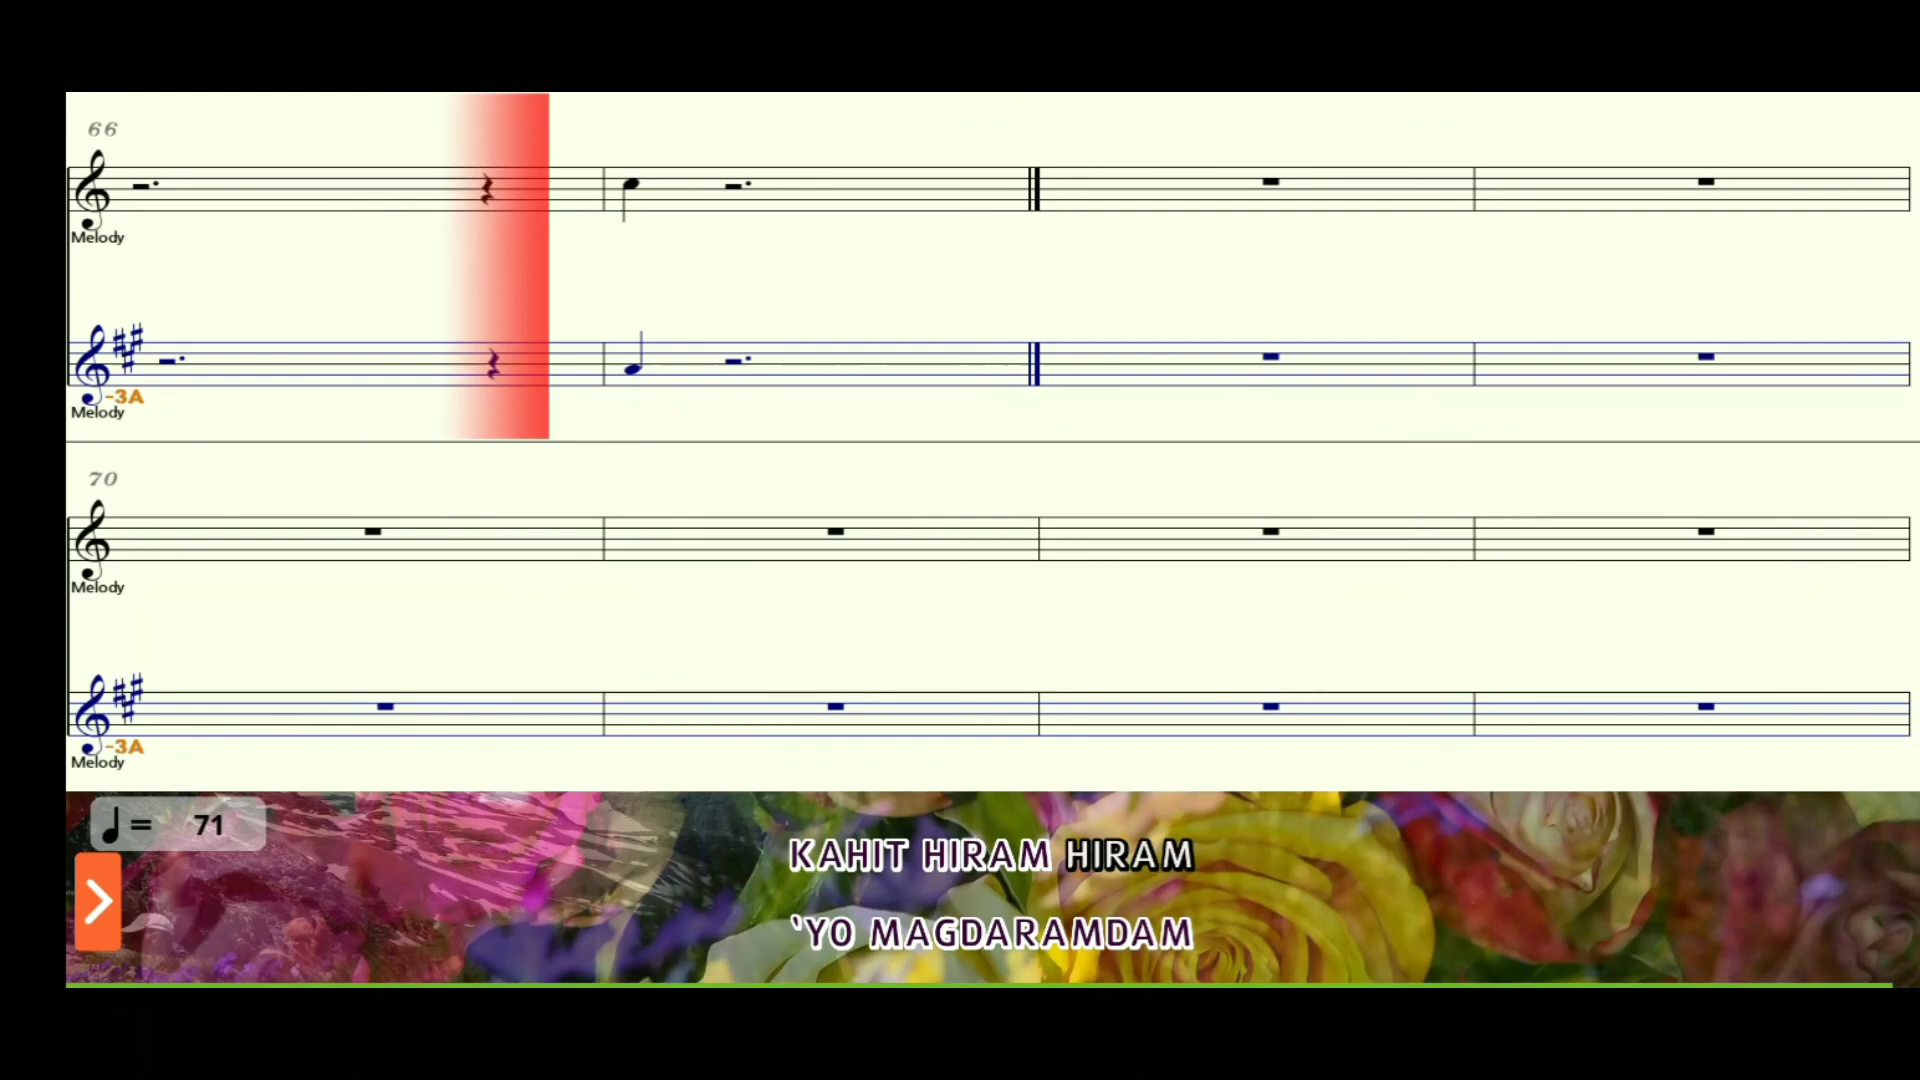 66
Melody
-3A
Melody
70
Melody
-3A
Melody
= 71
KAHIT HIRAM HIRAM
'YO MAGDARAMDAM